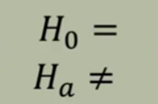 H₀ =
Hₐ ≠